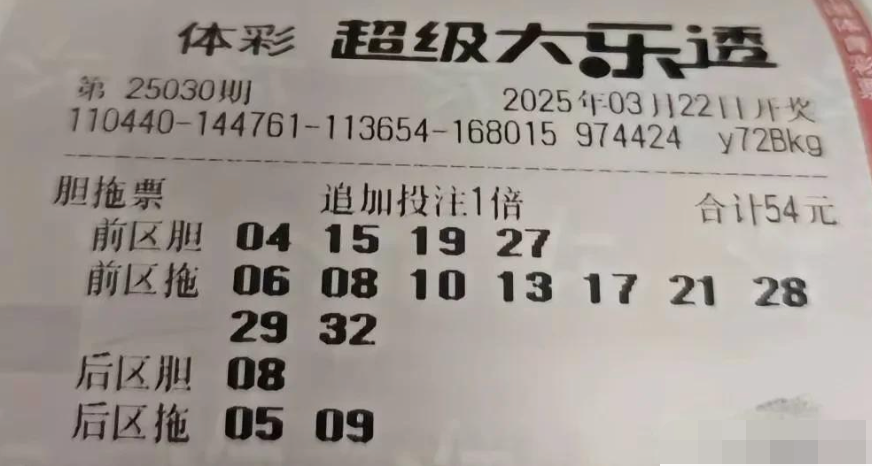 体彩 超级大乐透
第 25030期 2025年03月22日开奖
110440-144761-113654-168015 974424 y72Bkg
胆拖票 追加投注1倍 合计54元
前区胆 04 15 19 27
前区拖 06 08 10 13 17 21 28
29 32
后区胆 08
后区拖 05 09